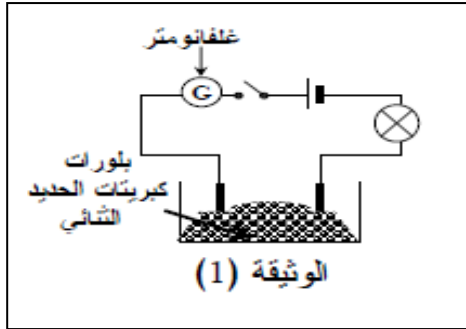 غلفانومتر
G
بلورات
كبريتات الحديد
الثنائي
الوثيقة (1)